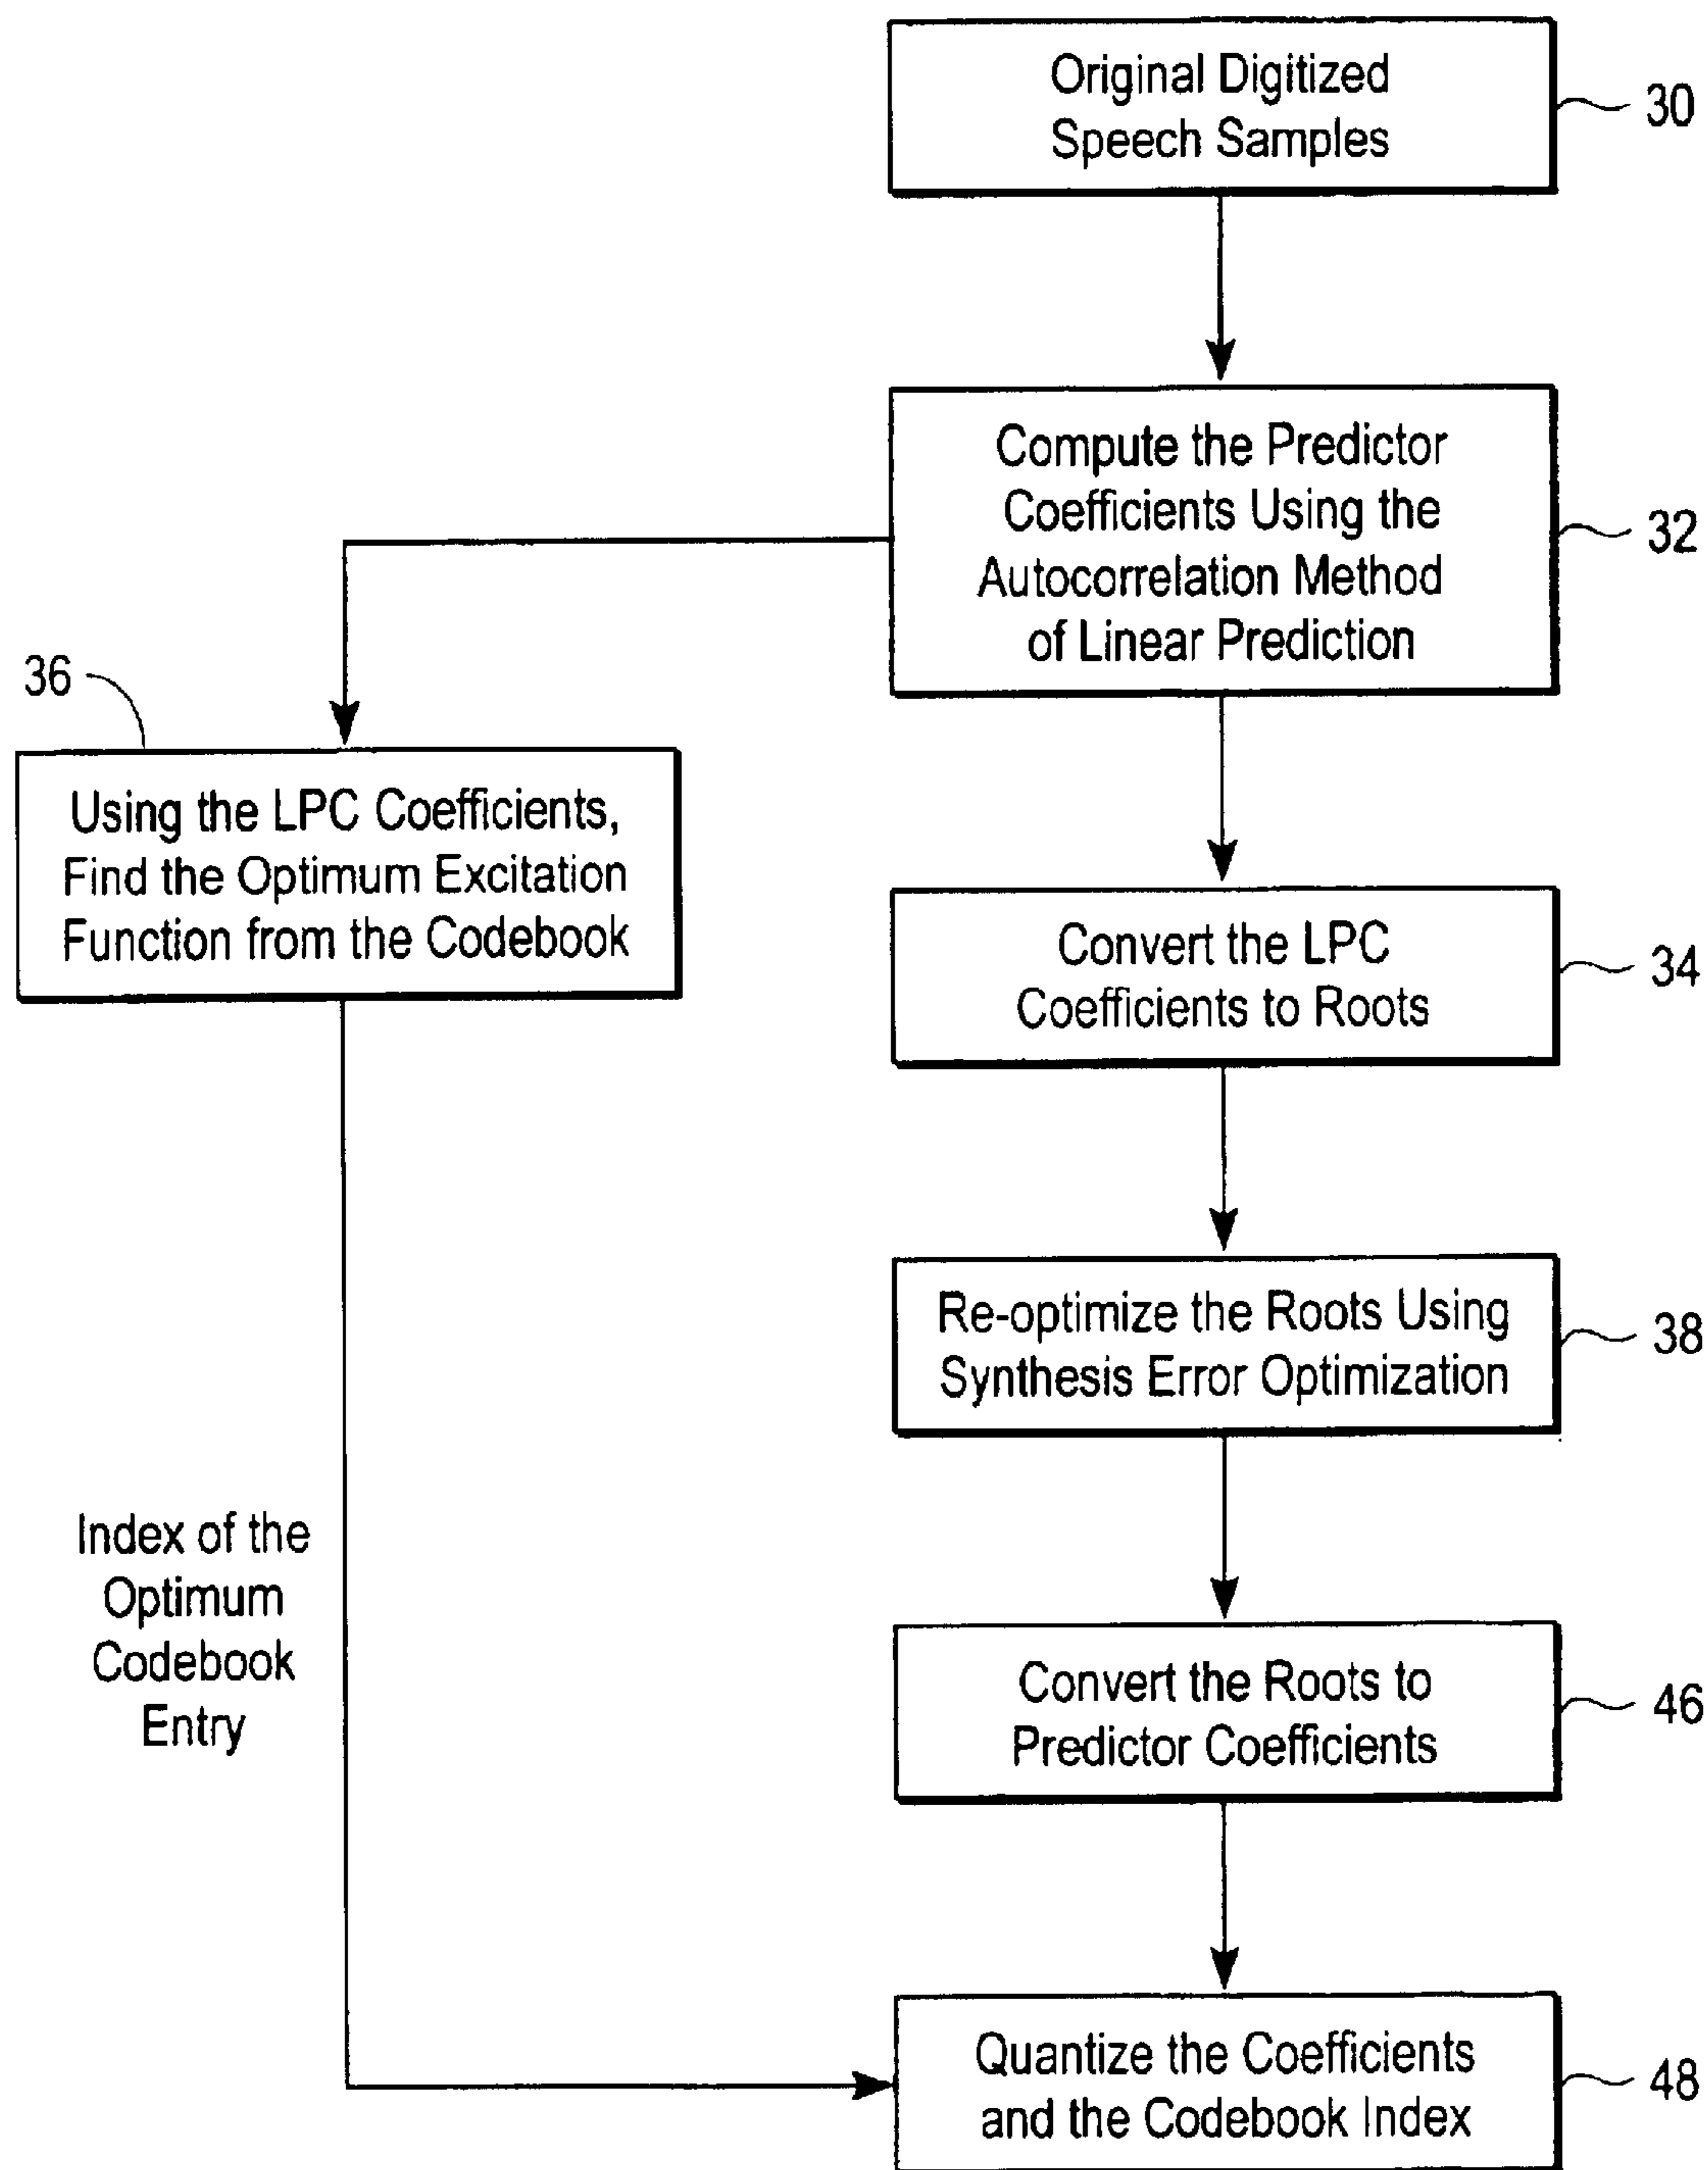 Original Digitized
Speech Samples
30
Compute the Predictor
Coefficients Using the
Autocorrelation Method
of Linear Prediction
32
36
Using the LPC Coefficients,
Find the Optimum Excitation
Function from the Codebook
Convert the LPC
Coefficients to Roots
34
Re-optimize the Roots Using
Synthesis Error Optimization
38
Index of the
Optimum
Codebook
Entry
Convert the Roots to
Predictor Coefficients
46
Quantize the Coefficients
and the Codebook Index
48